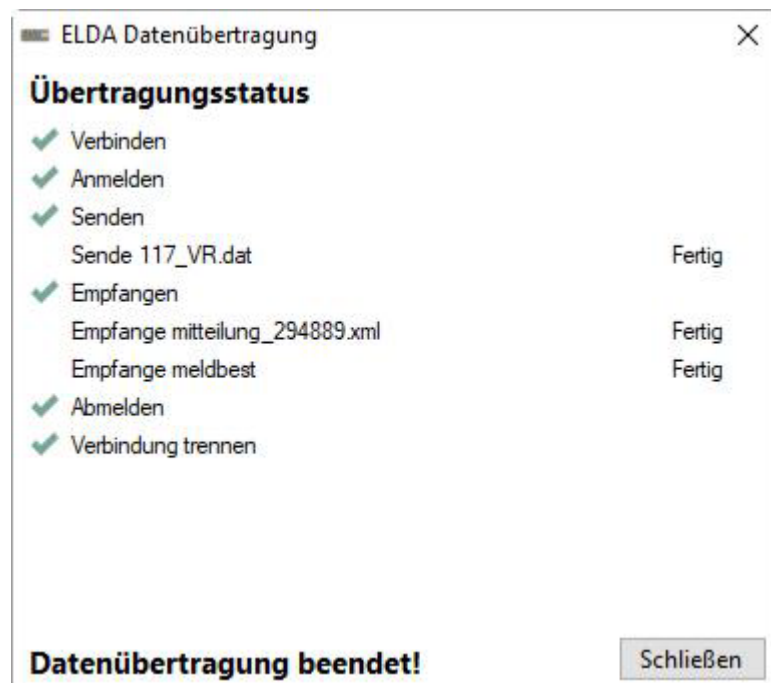 ELDA Datenübertragung
Übertragungsstatus
Verbinden
Anmelden
Senden
Sende 117_VR.dat Fertig
Empfangen
Empfange mitteilung_294889.xml Fertig
Empfange meldbest Fertig
Abmelden
Verbindung trennen
Datenübertragung beendet! Schließen